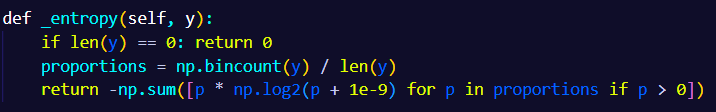 def _entropy(self, y):
    if len(y) == 0: return 0
    proportions = np.bincount(y) / len(y)
    return -np.sum([p * np.log2(p + 1e-9) for p in proportions if p > 0])